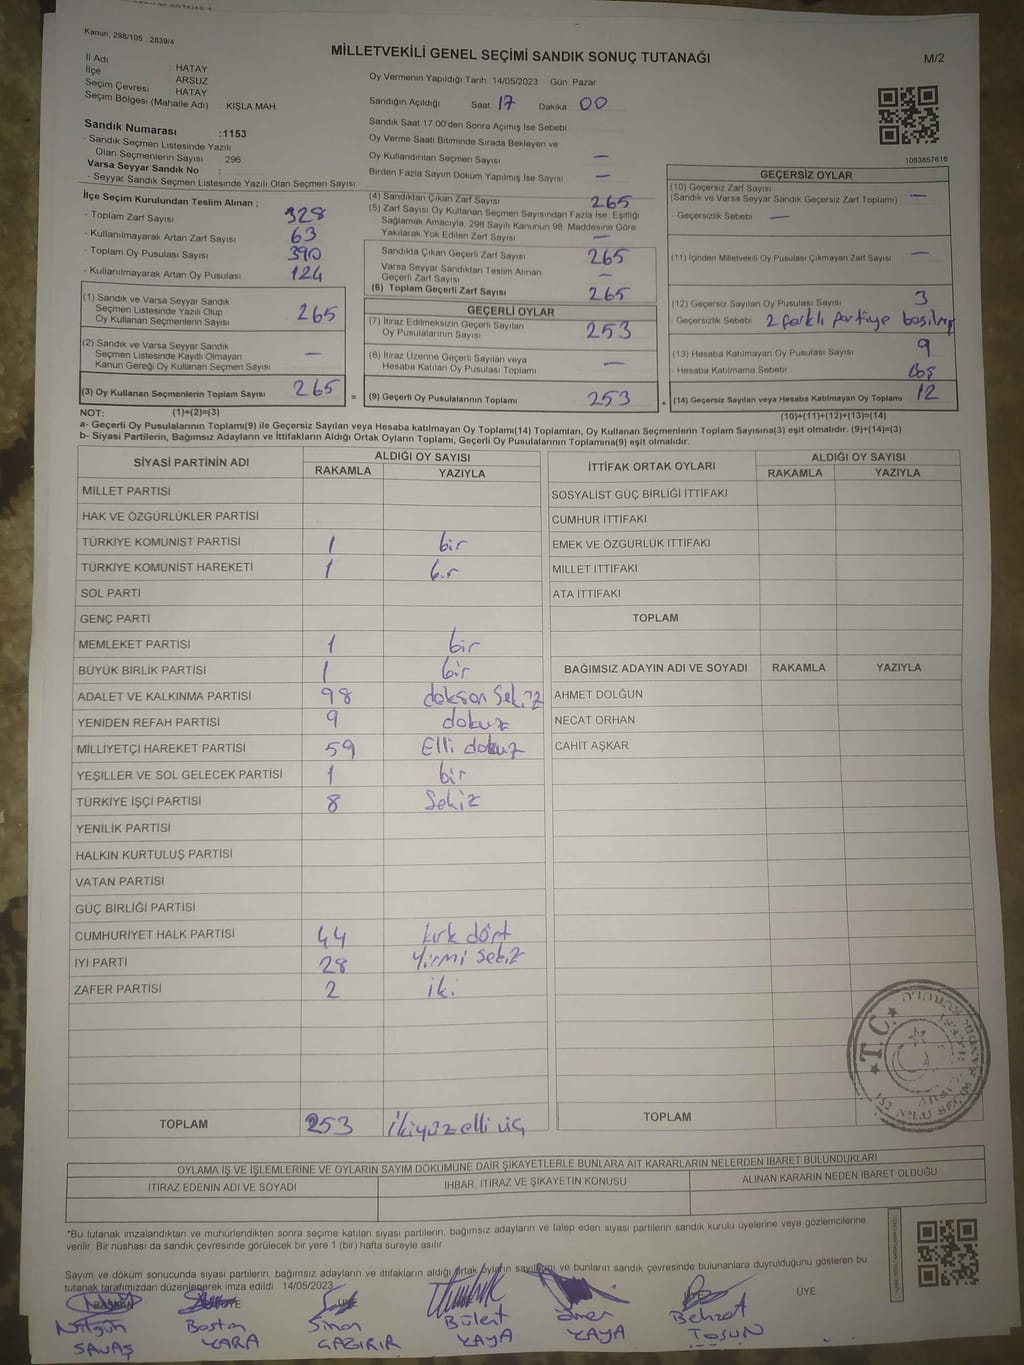 Kanun, 298/105 : 2839/4
MİLLETVEKİLİ GENEL SEÇİMİ SANDIK SONUÇ TUTANAĞI
M/2
İl Adı : HATAY
İlçe : ARSUZ
Seçim Çevresi : HATAY
Seçim Bölgesi (Mahalle Adı) : KIŞLA MAH.
Sandık Numarası :1153
- Sandık Seçmen Listesinde Yazılı
Olan Seçmenlerin Sayısı 296
Varsa Seyyar Sandık No :
- Seyyar Sandık Seçmen Listesinde Yazılı Olan Seçmen Sayısı
Oy Vermenin Yapıldığı Tarih :14/05/2023 Gün: Pazar
Sandığın Açıldığı Saat: 17 Dakika 00
Sandık Saat 17:00'den Sonra Açımış İse Sebebi
Oy Verme Saati Bitiminde Sırada Bekleyen ve
Oy Kullandırılan Seçmen Sayısı —
Birden Fazla Sayım Döküm Yapılmış İse Sayısı —
1083857616
İlçe Seçim Kurulundan Teslim Alınan ;
- Toplam Zarf Sayısı 328
- Kullanılmayarak Artan Zarf Sayısı 63
- Toplam Oy Pusulası Sayısı 390
- Kullanılmayarak Artan Oy Pusulası 124
(1) Sandık ve Varsa Seyyar Sandık
Seçmen Listesinde Yazılı Olup
Oy Kullanan Seçmenlerin Sayısı 265
(2) Sandık ve Varsa Seyyar Sandık
Seçmen Listesinde Kayıtlı Olmayan
Kanun Gereği Oy Kullanan Seçmen Sayısı —
(3) Oy Kullanan Seçmenlerin Toplam Sayısı 265 =
(4) Sandıktan Çıkan Zarf Sayısı 265
(5) Zarf Sayısı Oy Kullanan Seçmen Sayısından Fazla İse, Eşitliği
Sağlamak Amacıyla, 298 Sayılı Kanunun 98. Maddesine Göre
Yakılarak Yok Edilen Zarf Sayısı —
Sandıkta Çıkan Geçerli Zarf Sayısı 265
Varsa Seyyar Sandıktan Teslim Alınan
Geçerli Zarf Sayısı —
(6) Toplam Geçerli Zarf Sayısı 265
GEÇERLİ OYLAR
(7) İtiraz Edilmeksizin Geçerli Sayılan
Oy Pusulalarının Sayısı 253
(8) İtiraz Üzerine Geçerli Sayılan veya
Hesaba Katılan Oy Pusulası Toplamı —
(9) Geçerli Oy Pusulalarının Toplamı 253 +
GEÇERSİZ OYLAR
(10) Geçersiz Zarf Sayısı
(Sandık ve Varsa Seyyar Sandık Geçersiz Zarf Toplamı) —
- Geçersizlik Sebebi —
(11) İçinden Milletvekili Oy Pusulası Çıkmayan Zarf Sayısı —
(12) Geçersiz Sayılan Oy Pusulası Sayısı 3
- Geçersizlik Sebebi 2 farklı partiye basılmış
(13) Hesaba Katılmayan Oy Pusulası Sayısı 9
- Hesaba Katılmama Sebebi Boş
(14) Geçersiz Sayılan veya Hesaba Katılmayan Oy Toplamı 12
NOT: (1)+(2)=(3) (10)+(11)+(12)+(13)=(14)
a- Geçerli Oy Pusulalarının Toplamı(9) ile Geçersiz Sayılan veya Hesaba katılmayan Oy Toplamı(14) Toplamları, Oy Kullanan Seçmenlerin Toplam Sayısına(3) eşit olmalıdır. (9)+(14)=(3)
b- Siyasi Partilerin, Bağımsız Adayların ve İttifakların Aldığı Ortak Oyların Toplamı, Geçerli Oy Pusulalarının Toplamına(9) eşit olmalıdır.
SİYASİ PARTİNİN ADI ALDIĞI OY SAYISI
RAKAMLA YAZIYLA
MİLLET PARTİSİ
HAK VE ÖZGÜRLÜKLER PARTİSİ
TÜRKİYE KOMÜNİST PARTİSİ 1 bir
TÜRKİYE KOMÜNİST HAREKETİ 1 bir
SOL PARTİ
GENÇ PARTİ
MEMLEKET PARTİSİ 1 bir
BÜYÜK BİRLİK PARTİSİ 1 bir
ADALET VE KALKINMA PARTİSİ 98 doksan Sekiz
YENİDEN REFAH PARTİSİ 9 dokuz
MİLLİYETÇİ HAREKET PARTİSİ 59 Elli dokuz
YEŞİLLER VE SOL GELECEK PARTİSİ 1 bir
TÜRKİYE İŞÇİ PARTİSİ 8 Sekiz
YENİLİK PARTİSİ
HALKIN KURTULUŞ PARTİSİ
VATAN PARTİSİ
GÜÇ BİRLİĞİ PARTİSİ
CUMHURİYET HALK PARTİSİ 44 kırk dört
İYİ PARTİ 28 Yirmi sekiz
ZAFER PARTİSİ 2 iki
TOPLAM 253 ikiyüz elli üç
İTTİFAK ORTAK OYLARI ALDIĞI OY SAYISI
RAKAMLA YAZIYLA
SOSYALİST GÜÇ BİRLİĞİ İTTİFAKI
CUMHUR İTTİFAKI
EMEK VE ÖZGÜRLÜK İTTİFAKI
MİLLET İTTİFAKI
ATA İTTİFAKI
TOPLAM
BAĞIMSIZ ADAYIN ADI VE SOYADI RAKAMLA YAZIYLA
AHMET DOLĞUN
NECAT ORHAN
CAHİT AŞKAR
TOPLAM
T.C.
OYLAMA İŞ VE İŞLEMLERİNE VE OYLARIN SAYIM DÖKÜMÜNE DAİR ŞİKAYETLERLE BUNLARA AİT KARARLARIN NELERDEN İBARET BULUNDUKLARI
İTİRAZ EDENİN ADI VE SOYADI İHBAR, İTİRAZ VE ŞİKAYETİN KONUSU ALINAN KARARIN NEDEN İBARET OLDUĞU
*Bu tutanak imzalandıktan ve mühürlendikten sonra seçime katılan siyasi partilerin, bağımsız adayların ve talep eden siyasi partilerin sandık kurulu üyelerine veya gözlemcilerine
verilir. Bir nüshası da sandık çevresinde görülecek bir yere 1 (bir) hafta süreyle asılır.
Sayım ve döküm sonucunda siyasi partilerin, bağımsız adayların ve ittifakların aldığı ortak oyların sayıldığını ve bunların sandık çevresinde bulunanlara duyrulduğunu gösteren bu
tutanak tarafımızdan düzenlenerek imza edildi. 14/05/2023
BAŞKAN ÜYE ÜYE ÜYE ÜYE
Nilgün Bostan Sinan Bülent Ömer Behzat
SAVAŞ KARA YAYA YAYA TOSUN